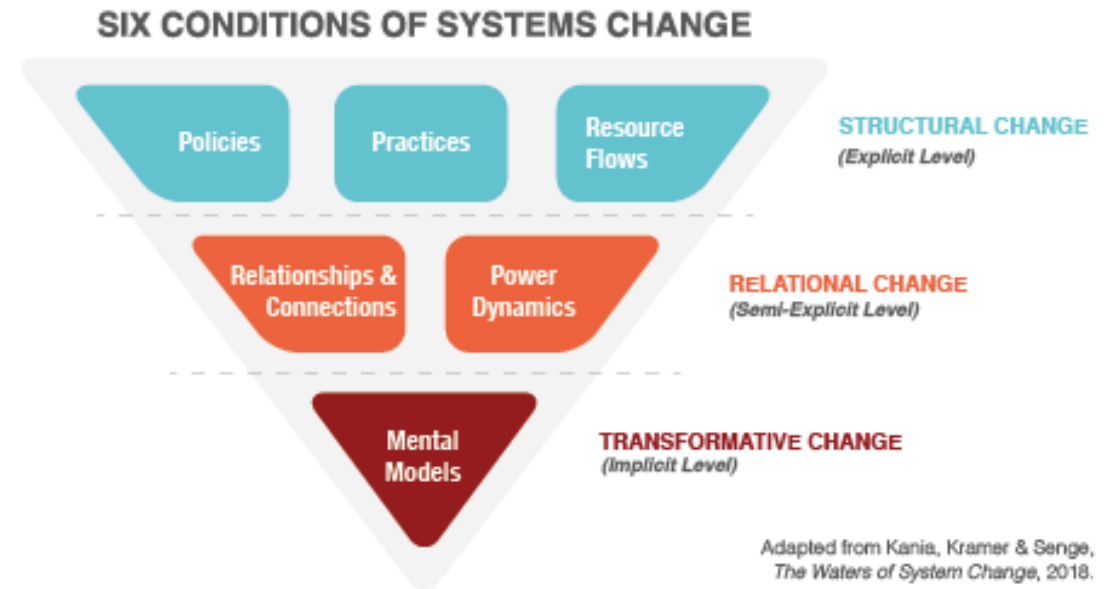 SIX CONDITIONS OF SYSTEMS CHANGE
Policies
Practices
Resource
Flows
STRUCTURAL CHANGE
(Explicit Level)
Relationships &
Connections
Power
Dynamics
RELATIONAL CHANGE
(Semi-Explicit Level)
Mental
Models
TRANSFORMATIVE CHANGE
(Implicit Level)
Adapted from Kania, Kramer & Senge,
The Waters of System Change, 2018.